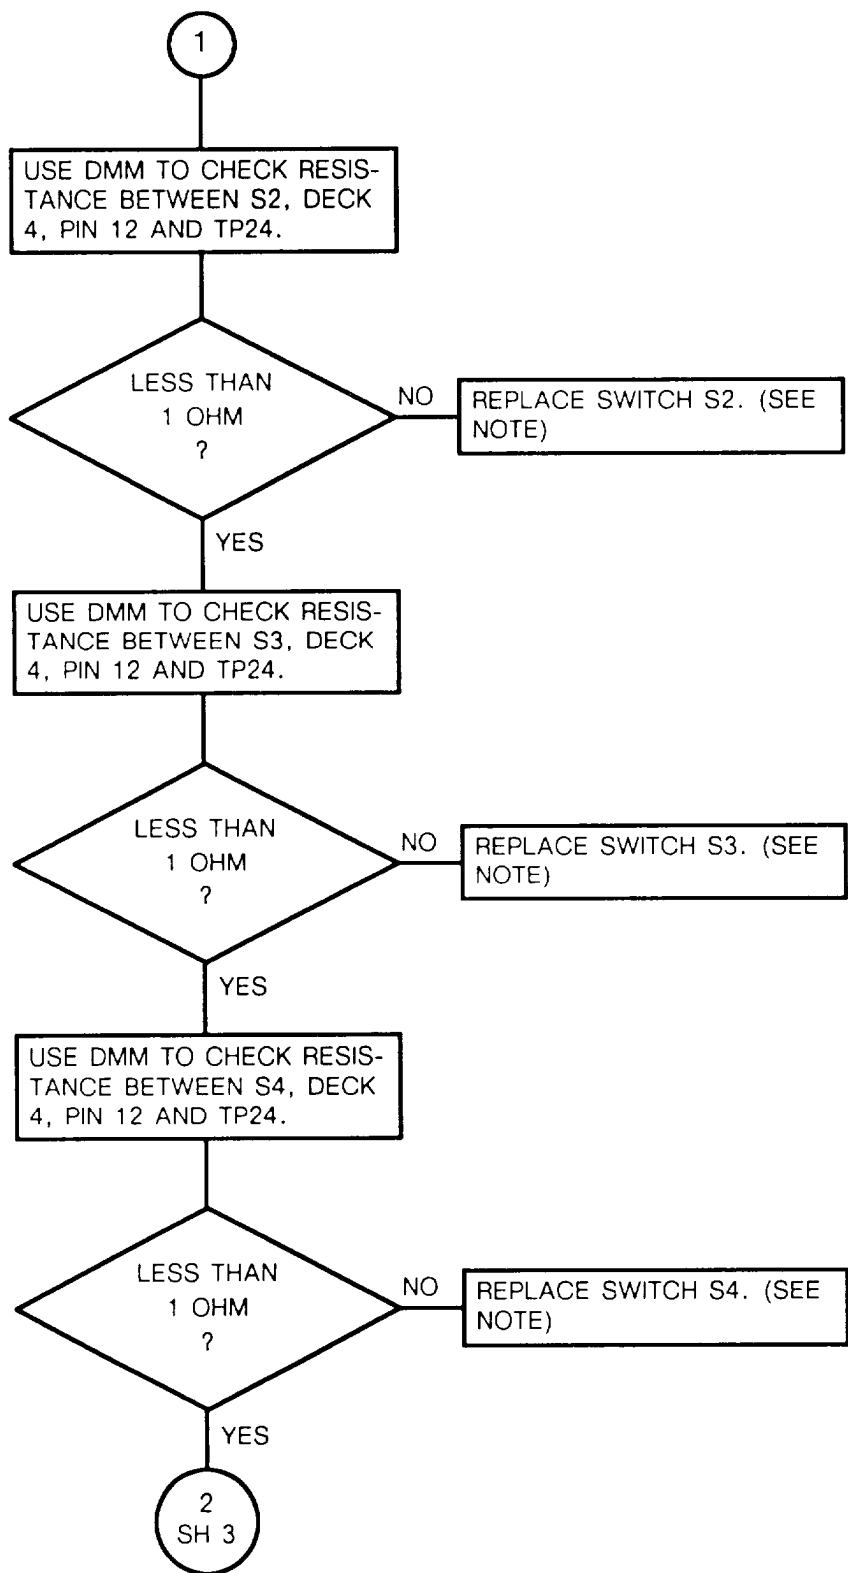 1
USE DMM TO CHECK RESIS-
TANCE BETWEEN S2, DECK
4, PIN 12 AND TP24.
LESS THAN
1 OHM
?
NO
REPLACE SWITCH S2. (SEE
NOTE)
YES
USE DMM TO CHECK RESIS-
TANCE BETWEEN S3, DECK
4, PIN 12 AND TP24.
LESS THAN
1 OHM
?
NO
REPLACE SWITCH S3. (SEE
NOTE)
YES
USE DMM TO CHECK RESIS-
TANCE BETWEEN S4, DECK
4, PIN 12 AND TP24.
LESS THAN
1 OHM
?
NO
REPLACE SWITCH S4. (SEE
NOTE)
YES
2
SH 3